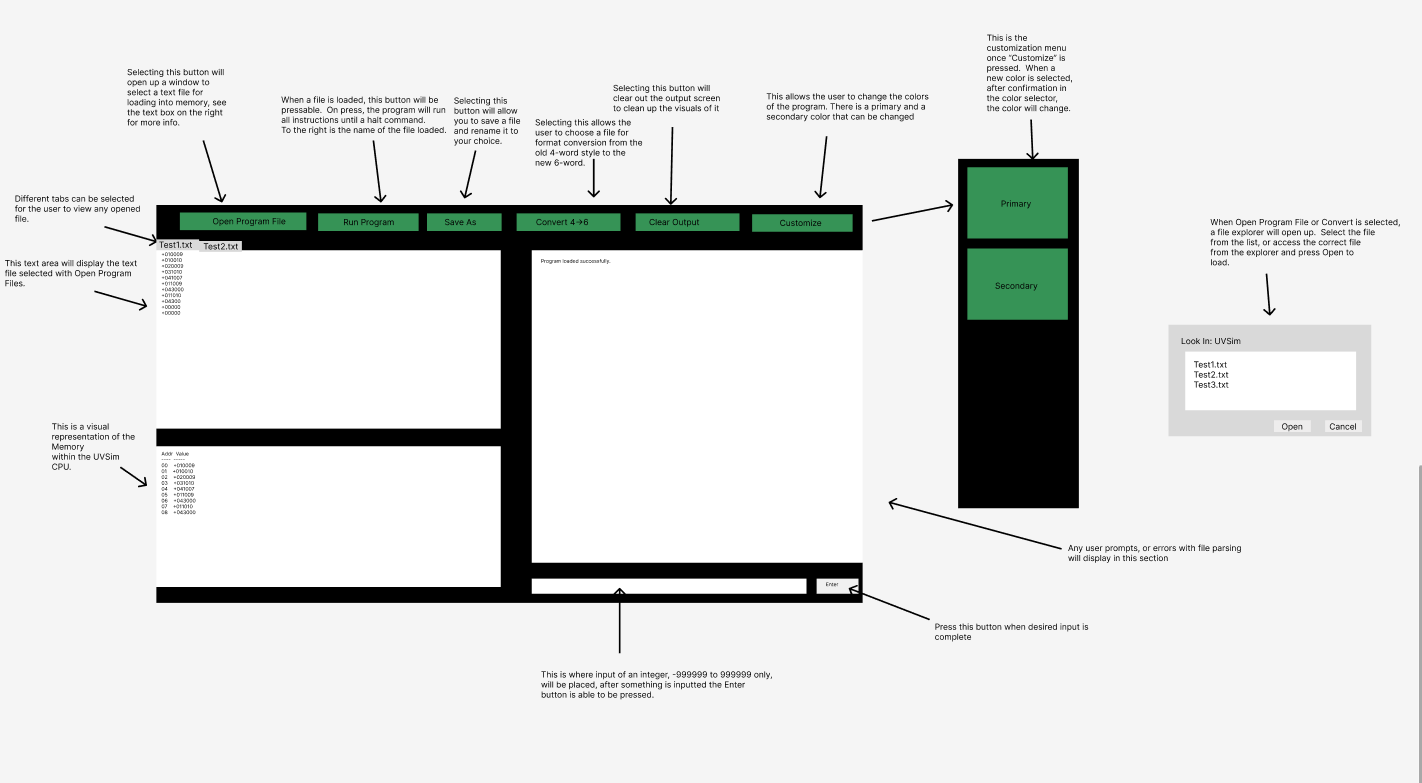 This is the
customization menu
once "Customize" is
pressed.  When a
new color is selected,
after confirmation in
the color selector,
the color will change.
Selecting this button will
open up a window to
select a text file for
loading into memory, see
the text box on the right
for more info.
When a file is loaded, this button will be
pressable.  On press, the program will run
all instructions until a halt command.
To the right is the name of the file loaded.
Selecting this
button will allow
you to save a file
and rename it to
your choice.
Selecting this allows the
user to choose a file for
format conversion from the
old 4-word style to the
new 6-word.
Selecting this button will
clear out the output screen
to clean up the visuals of it
This allows the user to change the colors
of the program. There is a primary and a
secondary color that can be changed
Different tabs can be selected
for the user to view any opened
file.
Open Program File
Run Program
Save As
Convert 4→6
Clear Output
Customize
Primary
Secondary
When Open Program File or Convert is selected,
a file explorer will open up.  Select the file
from the list, or access the correct file
from the explorer and press Open to
load.
Test1.txt
Test2.txt
This text area will display the text
file selected with Open Program
Files.
+010009
+010010
+020009
+031010
+041007
+011009
+043000
+011010
+04300
+00000
+00000
Program loaded successfully.
Look In: UVSim
Test1.txt
Test2.txt
Test3.txt
Open
Cancel
This is a visual
representation of the
Memory
within the UVSim
CPU.
Addr  Value
----  -----
00  +010009
01  +010010
02  +020009
03  +031010
04  +041007
05  +011009
06  +043000
07  +011010
08  +043000
Any user prompts, or errors with file parsing
will display in this section
Enter
Press this button when desired input is
complete
This is where input of an integer, -999999 to 999999 only,
will be placed, after something is inputted the Enter
button is able to be pressed.